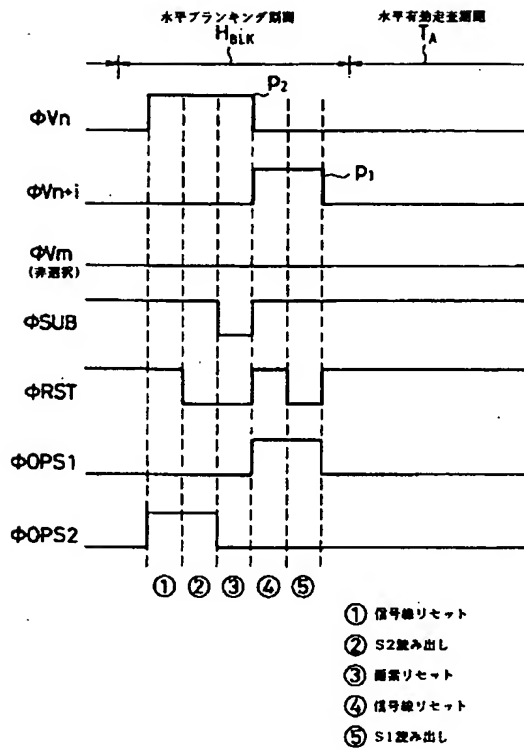 水平ブランキング期間
H_BLK
水平有効走査期間
T_A
P₂
ΦVn
P₁
ΦVn+i
ΦVm
(非選択)
ΦSUB
ΦRST
ΦOPS1
ΦOPS2
① ② ③ ④ ⑤
① 信号線リセット
② S2読み出し
③ 画素リセット
④ 信号線リセット
⑤ S1読み出し